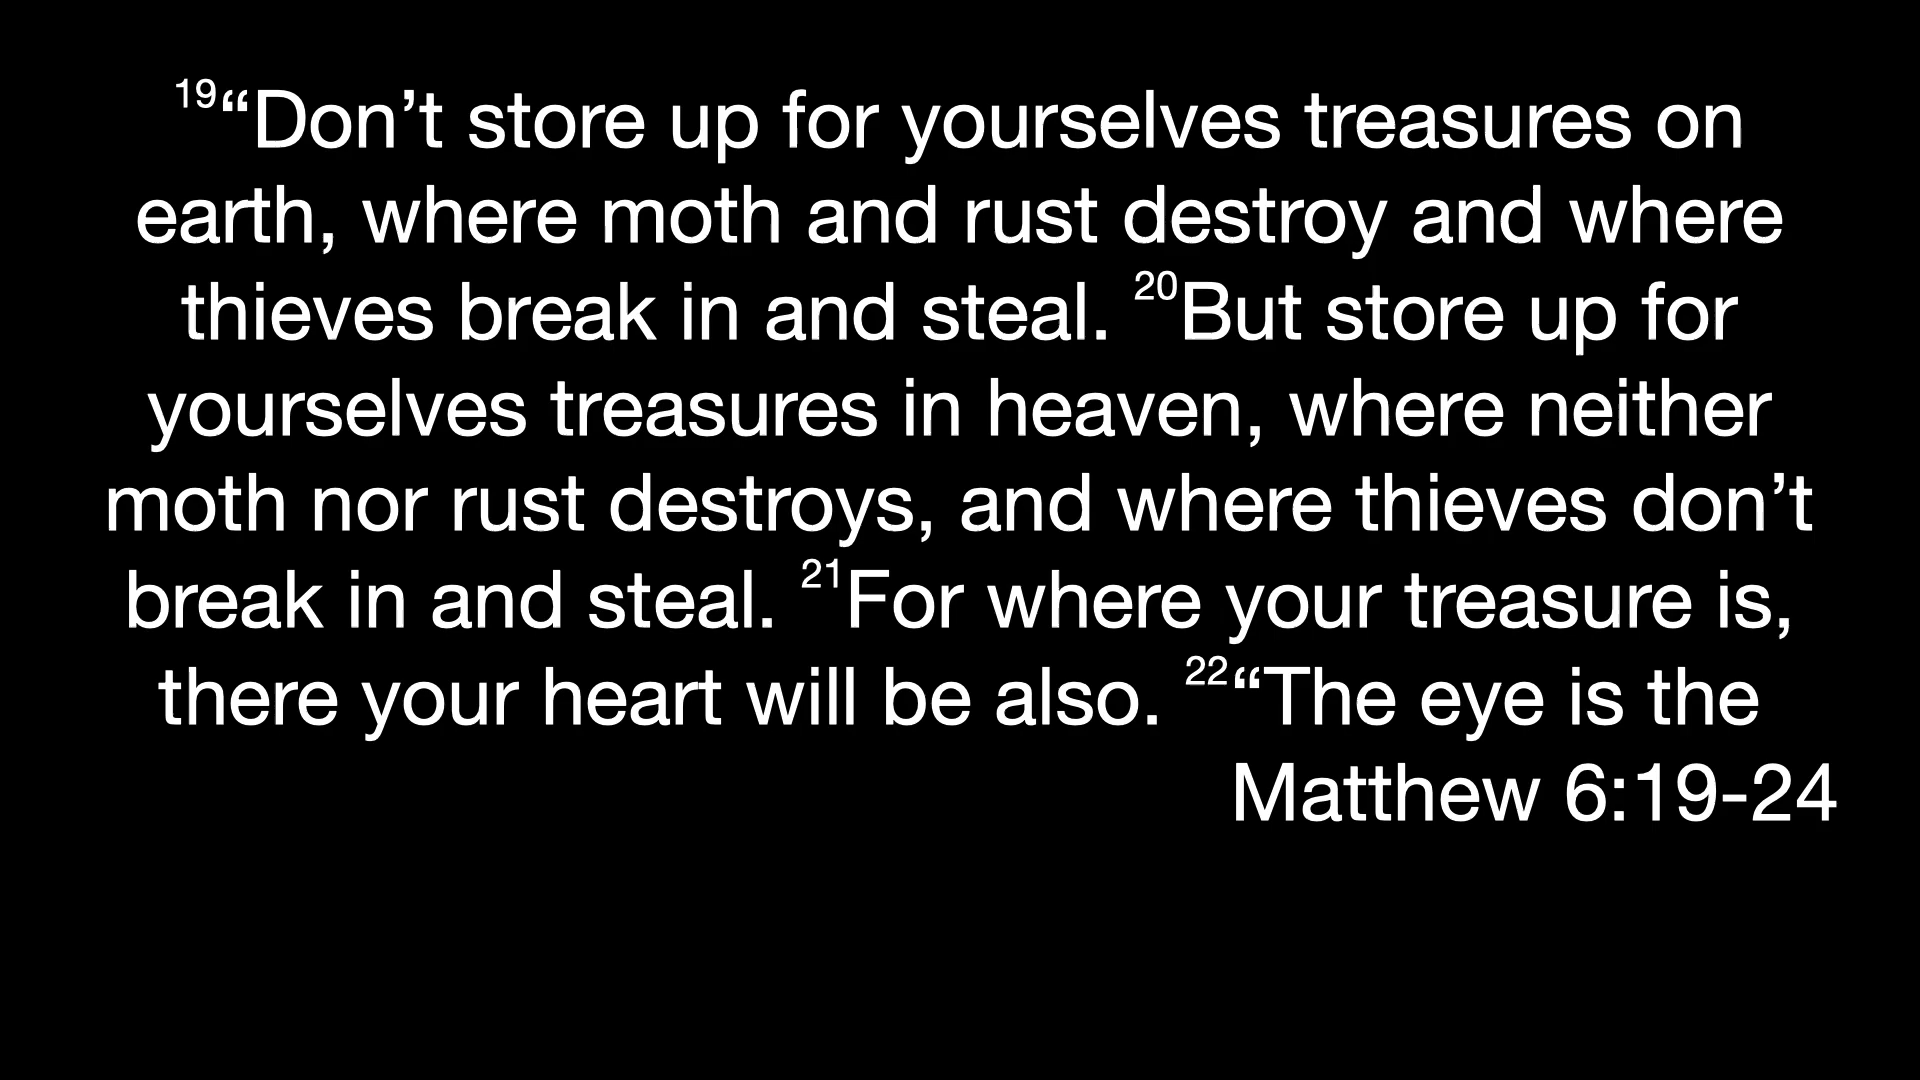 19“Don’t store up for yourselves treasures on
earth, where moth and rust destroy and where
thieves break in and steal. 20But store up for
yourselves treasures in heaven, where neither
moth nor rust destroys, and where thieves don’t
break in and steal. 21For where your treasure is,
there your heart will be also. 22“The eye is the
Matthew 6:19-24